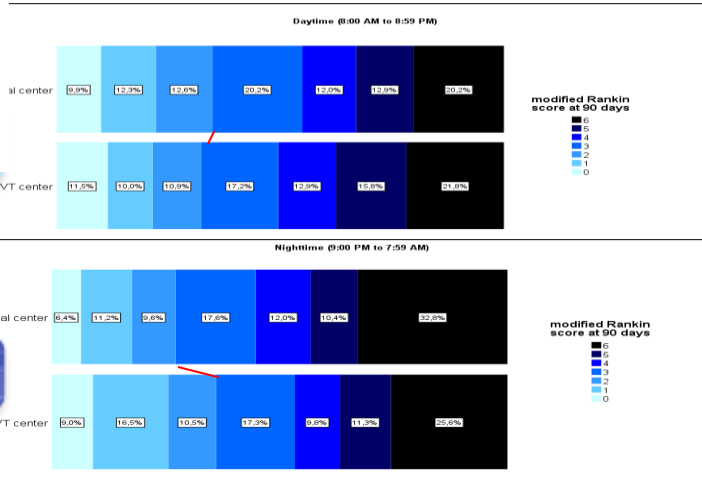 Daytime (8:00 AM to 8:59 PM)
al center 9,9% 12,3% 12,6% 20,2% 12,0% 12,9% 20,2%
modified Rankin
score at 90 days
6
5
4
3
2
1
0
VT center 11,5% 10,0% 10,9% 17,2% 12,9% 15,8% 21,8%
Nighttime (9:00 PM to 7:59 AM)
al center 6,4% 11,2% 9,6% 17,6% 12,0% 10,4% 32,8%
modified Rankin
score at 90 days
6
5
4
3
2
1
0
VT center 9,0% 16,5% 10,5% 17,3% 9,8% 11,3% 25,6%